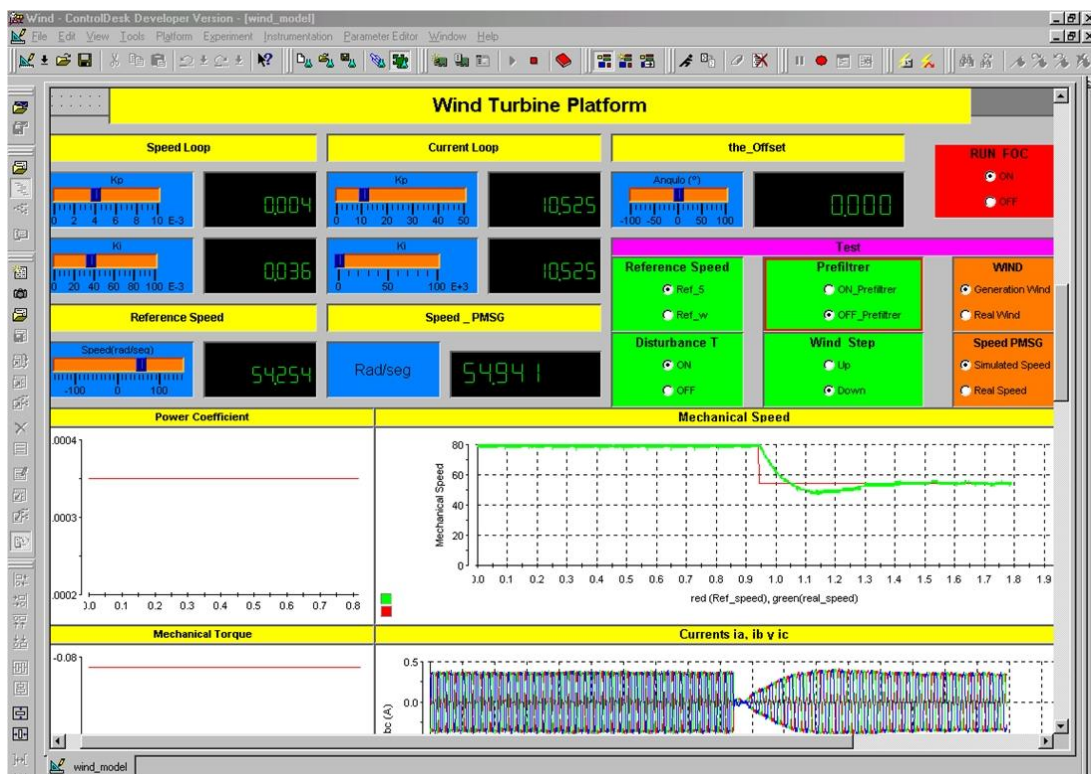 Wind - ControlDesk Developer Version - [wind_model]
File Edit View Tools Platform Experiment Instrumentation Parameter Editor Window Help
Wind Turbine Platform
Speed Loop
Current Loop
the_Offset
RUN FOC
ON
OFF
Kp
0 2 4 6 8 10 E-3
0,004
Kp
0 10 20 30 40 50
10,525
Angulo (º)
-100 -50 0 50 100
0,000
Ki
0 20 40 60 80 100 E-3
0,036
Ki
0 50 100 E+3
10,525
Test
Reference Speed
Ref_5
Ref_w
Prefiltrer
ON_Prefiltrer
OFF_Prefiltrer
WIND
Generation Wind
Real Wind
Reference Speed
Speed _ PMSG
Speed(rad/seq)
-100 0 100
54,254
Rad/seg
54,941
Disturbance T
ON
OFF
Wind Step
Up
Down
Speed PMSG
Simulated Speed
Real Speed
Power Coefficient
.0004
.0003
.0002
0.0 0.1 0.2 0.3 0.4 0.5 0.6 0.7 0.8
Mechanical Speed
Mechanical Speed
80
60
40
20
0
0.0 0.1 0.2 0.3 0.4 0.5 0.6 0.7 0.8 0.9 1.0 1.1 1.2 1.3 1.4 1.5 1.6 1.7 1.8 1.9
red (Ref_speed), green(real_speed)
Mechanical Torque
-0.08
Currents ia, ib y ic
0.5
0.0
bc (A)
wind_model